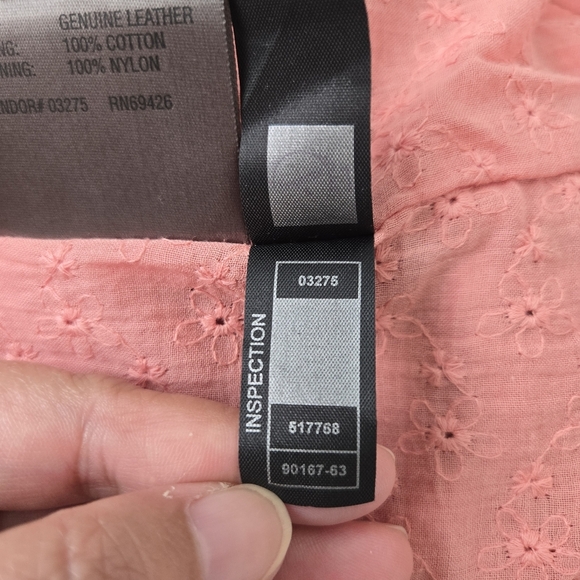 GENUINE LEATHER
100% COTTON
100% NYLON
03275 RN69426
03275
INSPECTION
517768
90167-63